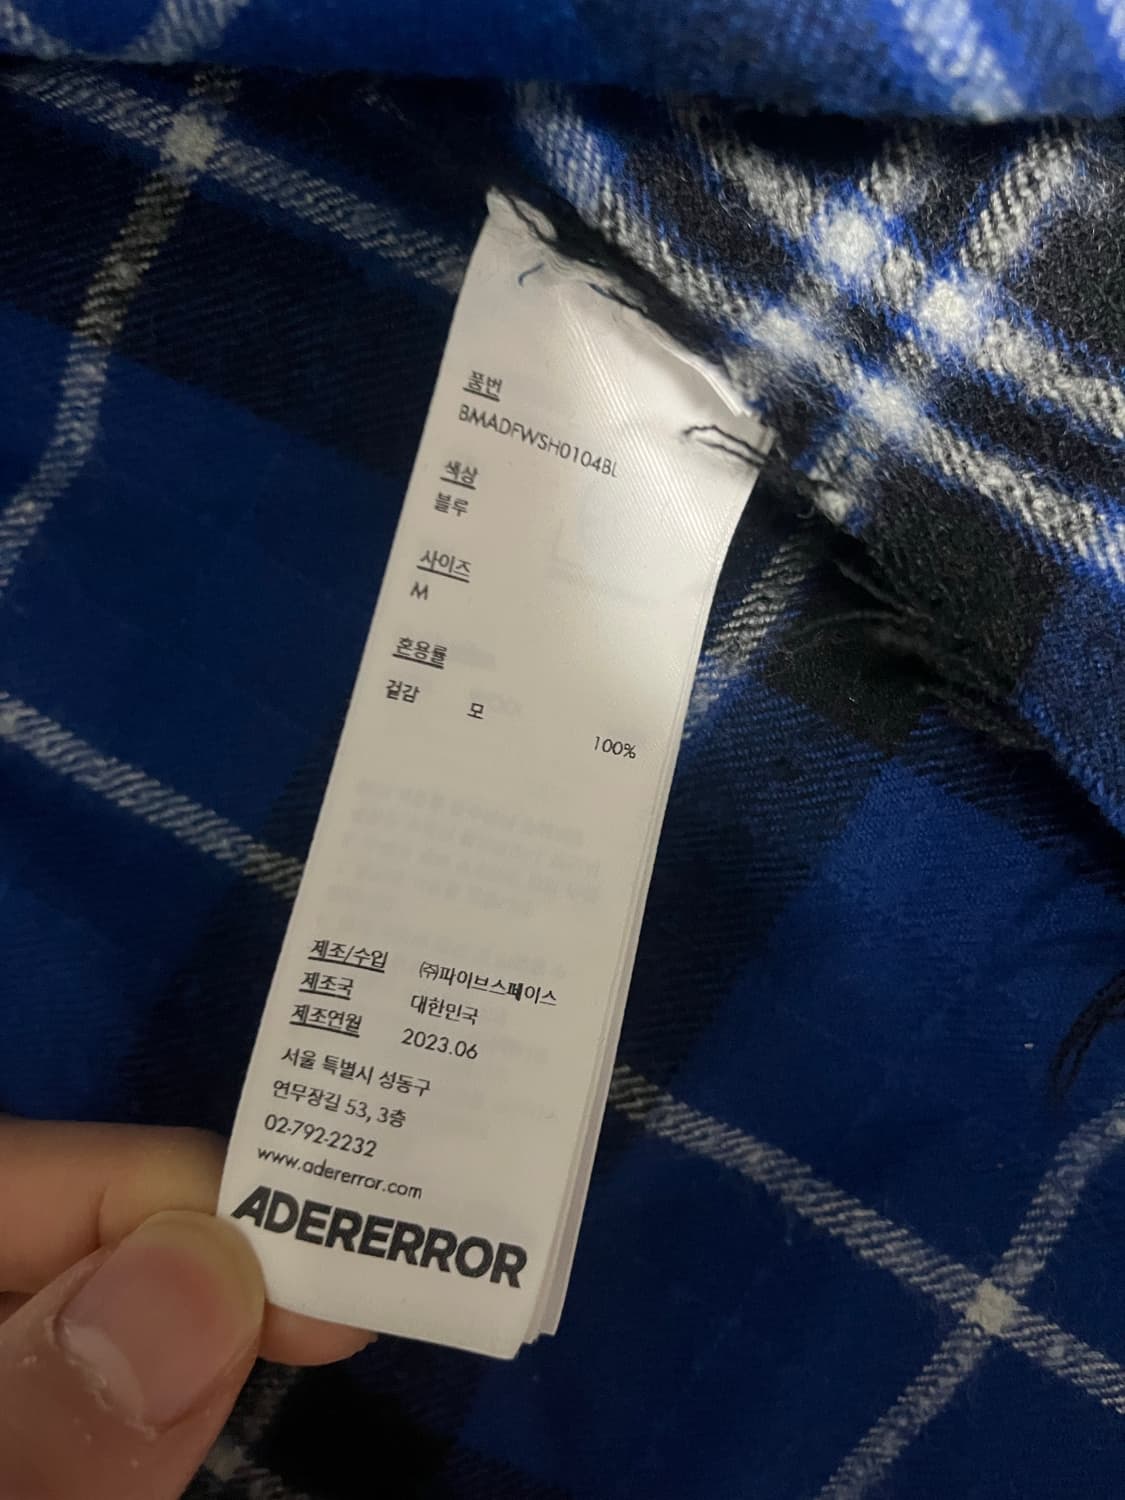 품번
BMADFWSH0104BL
색상
블루
사이즈
M
혼용률
겉감 모 100%
제조/수입 ㈜파이브스페이스
제조국 대한민국
제조연월 2023.06
서울 특별시 성동구
연무장길 53, 3층
02-792-2232
www.adererror.com
ADERERROR